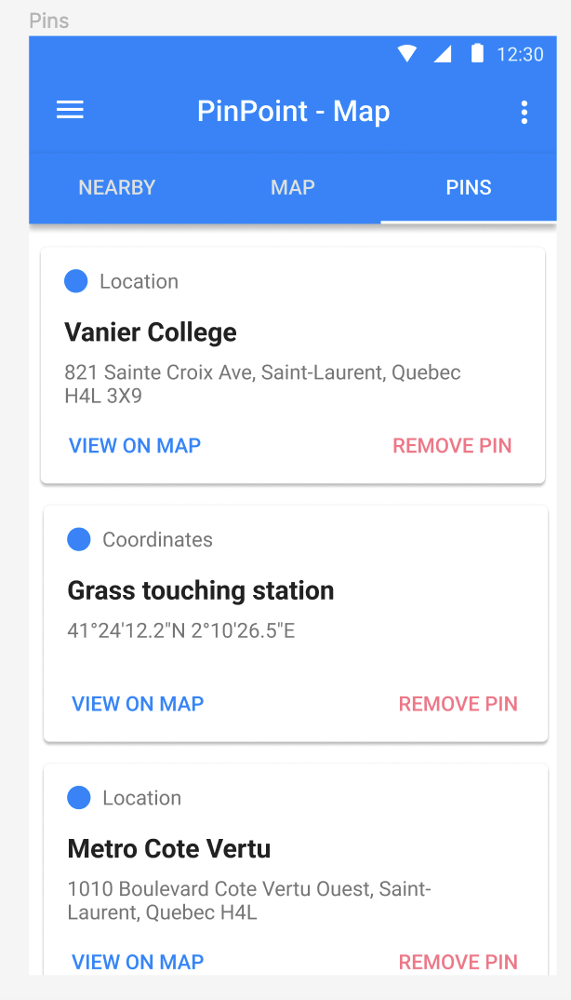 Pins
12:30
PinPoint - Map
NEARBY MAP PINS
Location
Vanier College
821 Sainte Croix Ave, Saint-Laurent, Quebec
H4L 3X9
VIEW ON MAP REMOVE PIN
Coordinates
Grass touching station
41°24'12.2"N 2°10'26.5"E
VIEW ON MAP REMOVE PIN
Location
Metro Cote Vertu
1010 Boulevard Cote Vertu Ouest, Saint-
Laurent, Quebec H4L
VIEW ON MAP REMOVE PIN